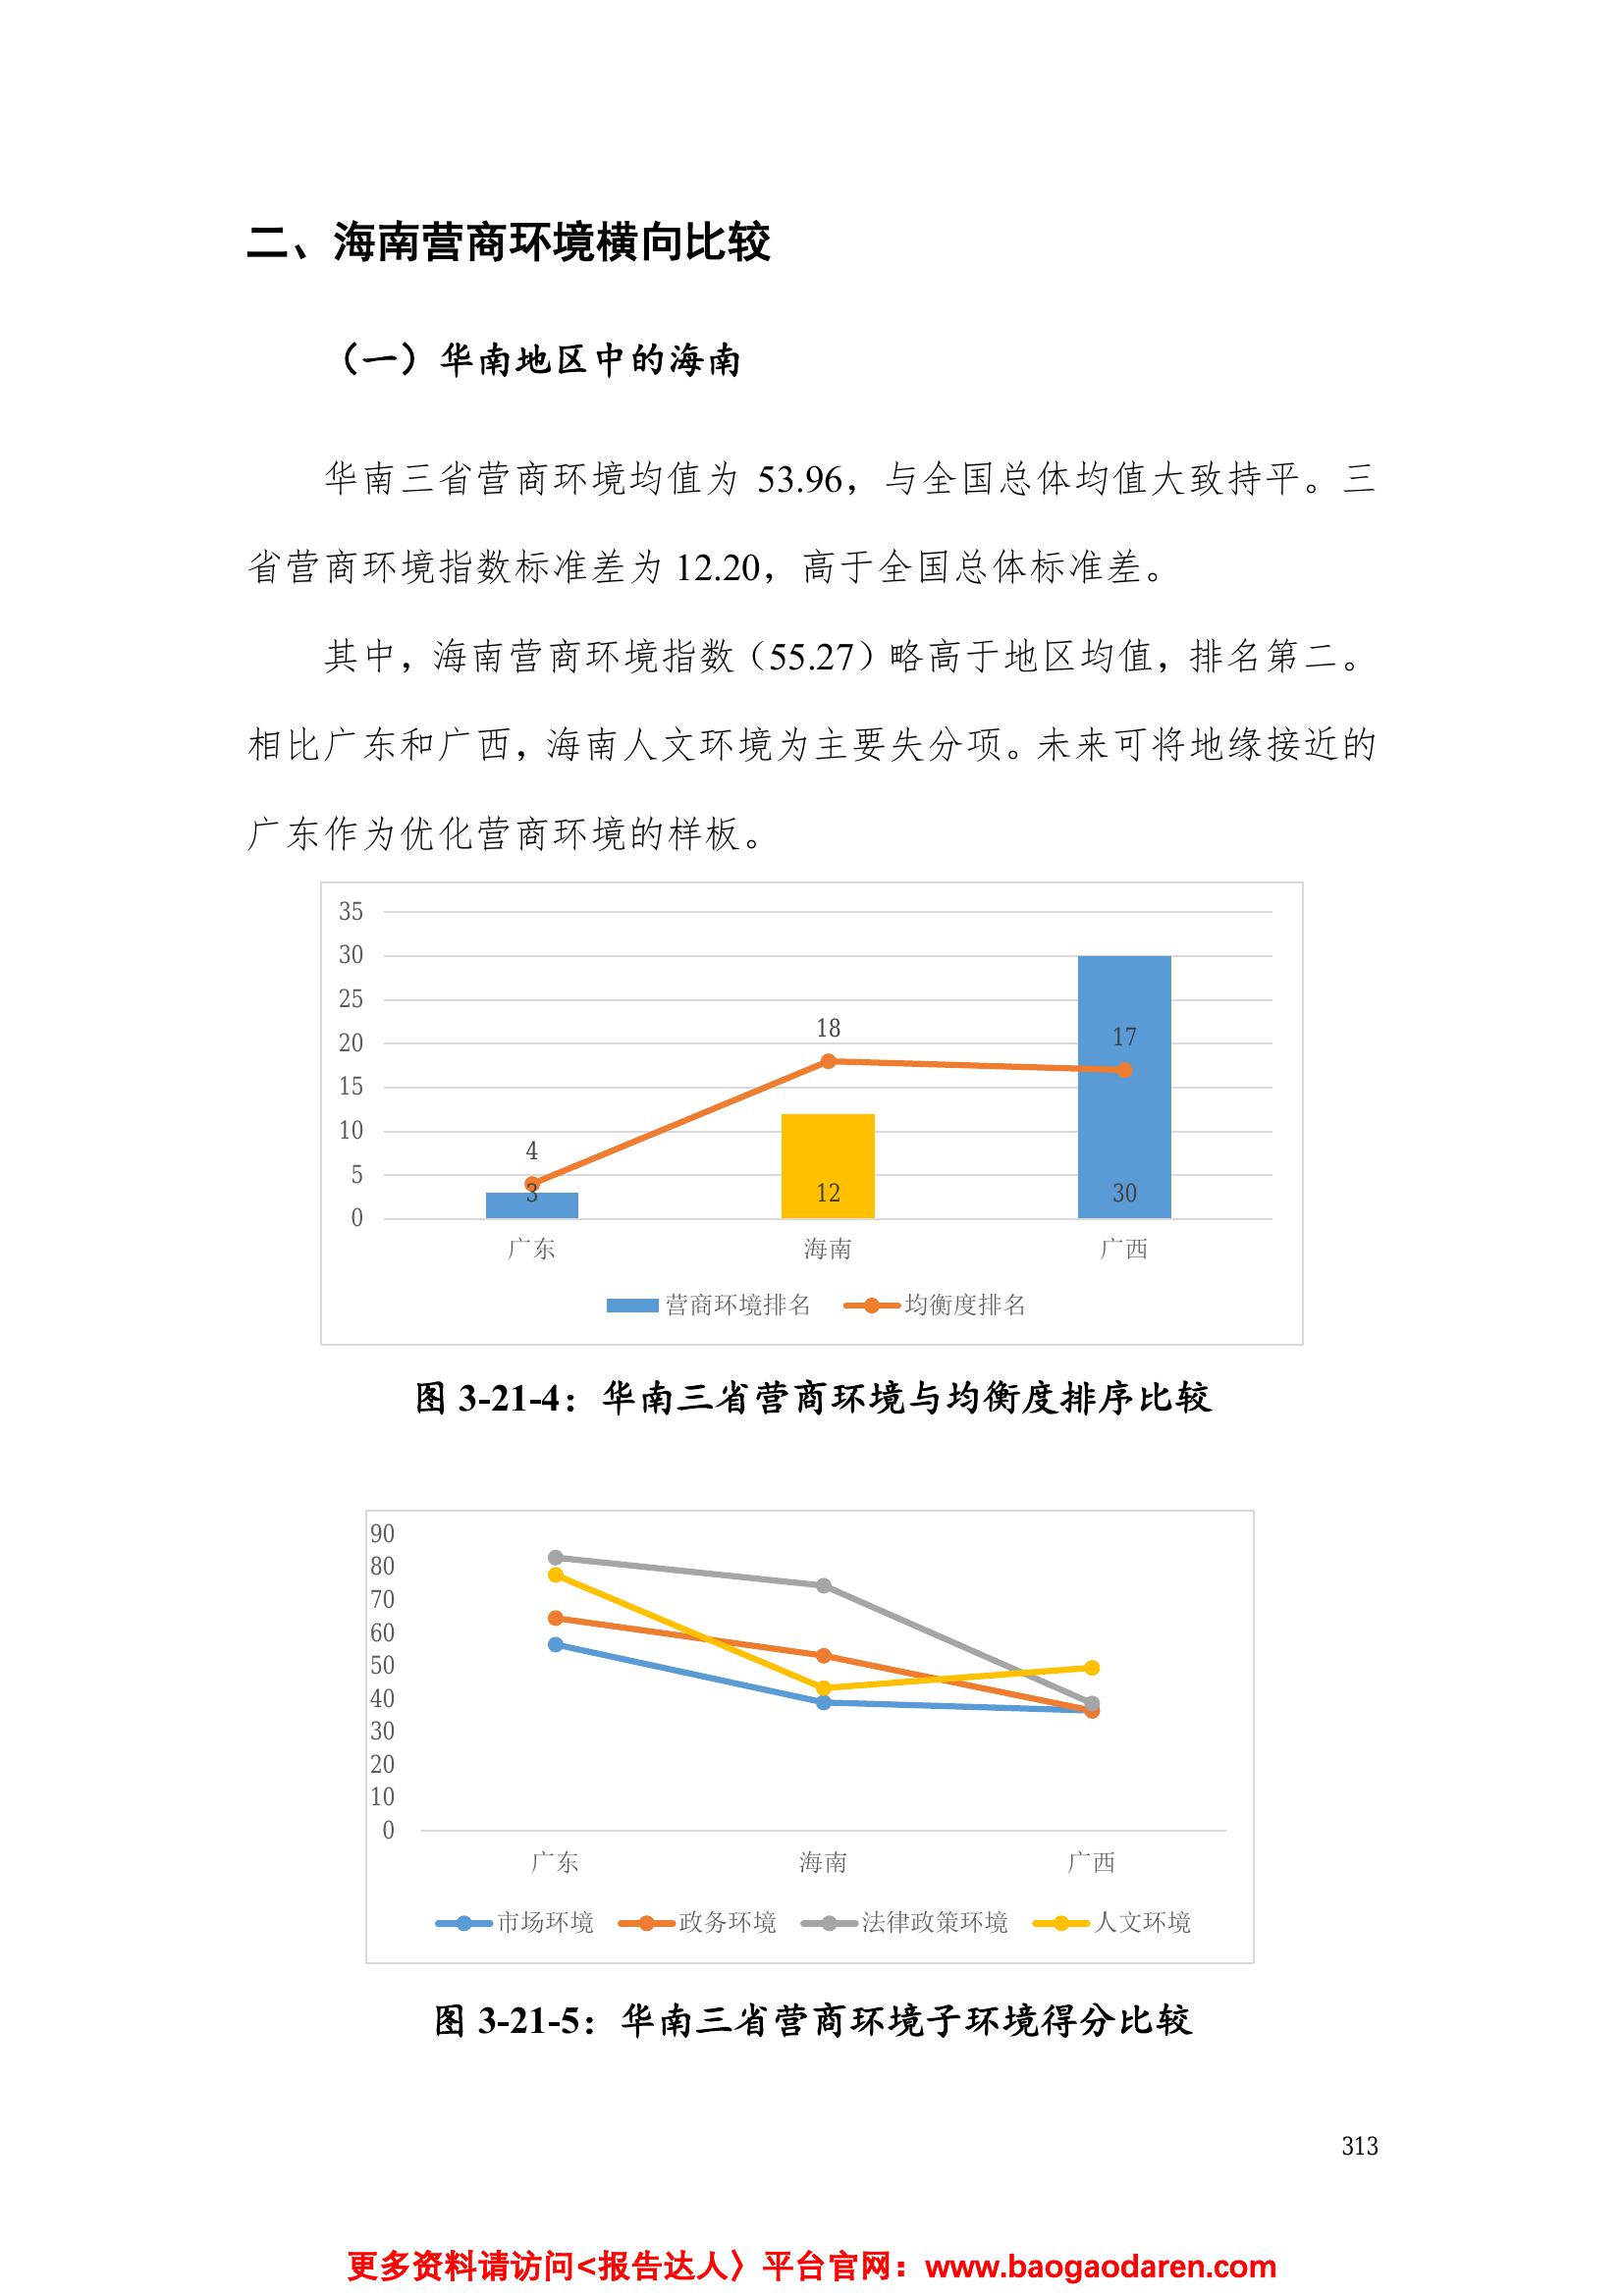 二、海南营商环境横向比较
（一）华南地区中的海南
华南三省营商环境均值为 53.96，与全国总体均值大致持平。三
省营商环境指数标准差为 12.20，高于全国总体标准差。
其中，海南营商环境指数（55.27）略高于地区均值，排名第二。
相比广东和广西，海南人文环境为主要失分项。未来可将地缘接近的
广东作为优化营商环境的样板。
35
30
25
20
15
10
5
0
4
18
17
3
12
30
广东
海南
广西
营商环境排名
均衡度排名
图 3-21-4：华南三省营商环境与均衡度排序比较
90
80
70
60
50
40
30
20
10
0
广东
海南
广西
市场环境
政务环境
法律政策环境
人文环境
图 3-21-5：华南三省营商环境子环境得分比较
313
更多资料请访问<报告达人〉平台官网：www.baogaodaren.com